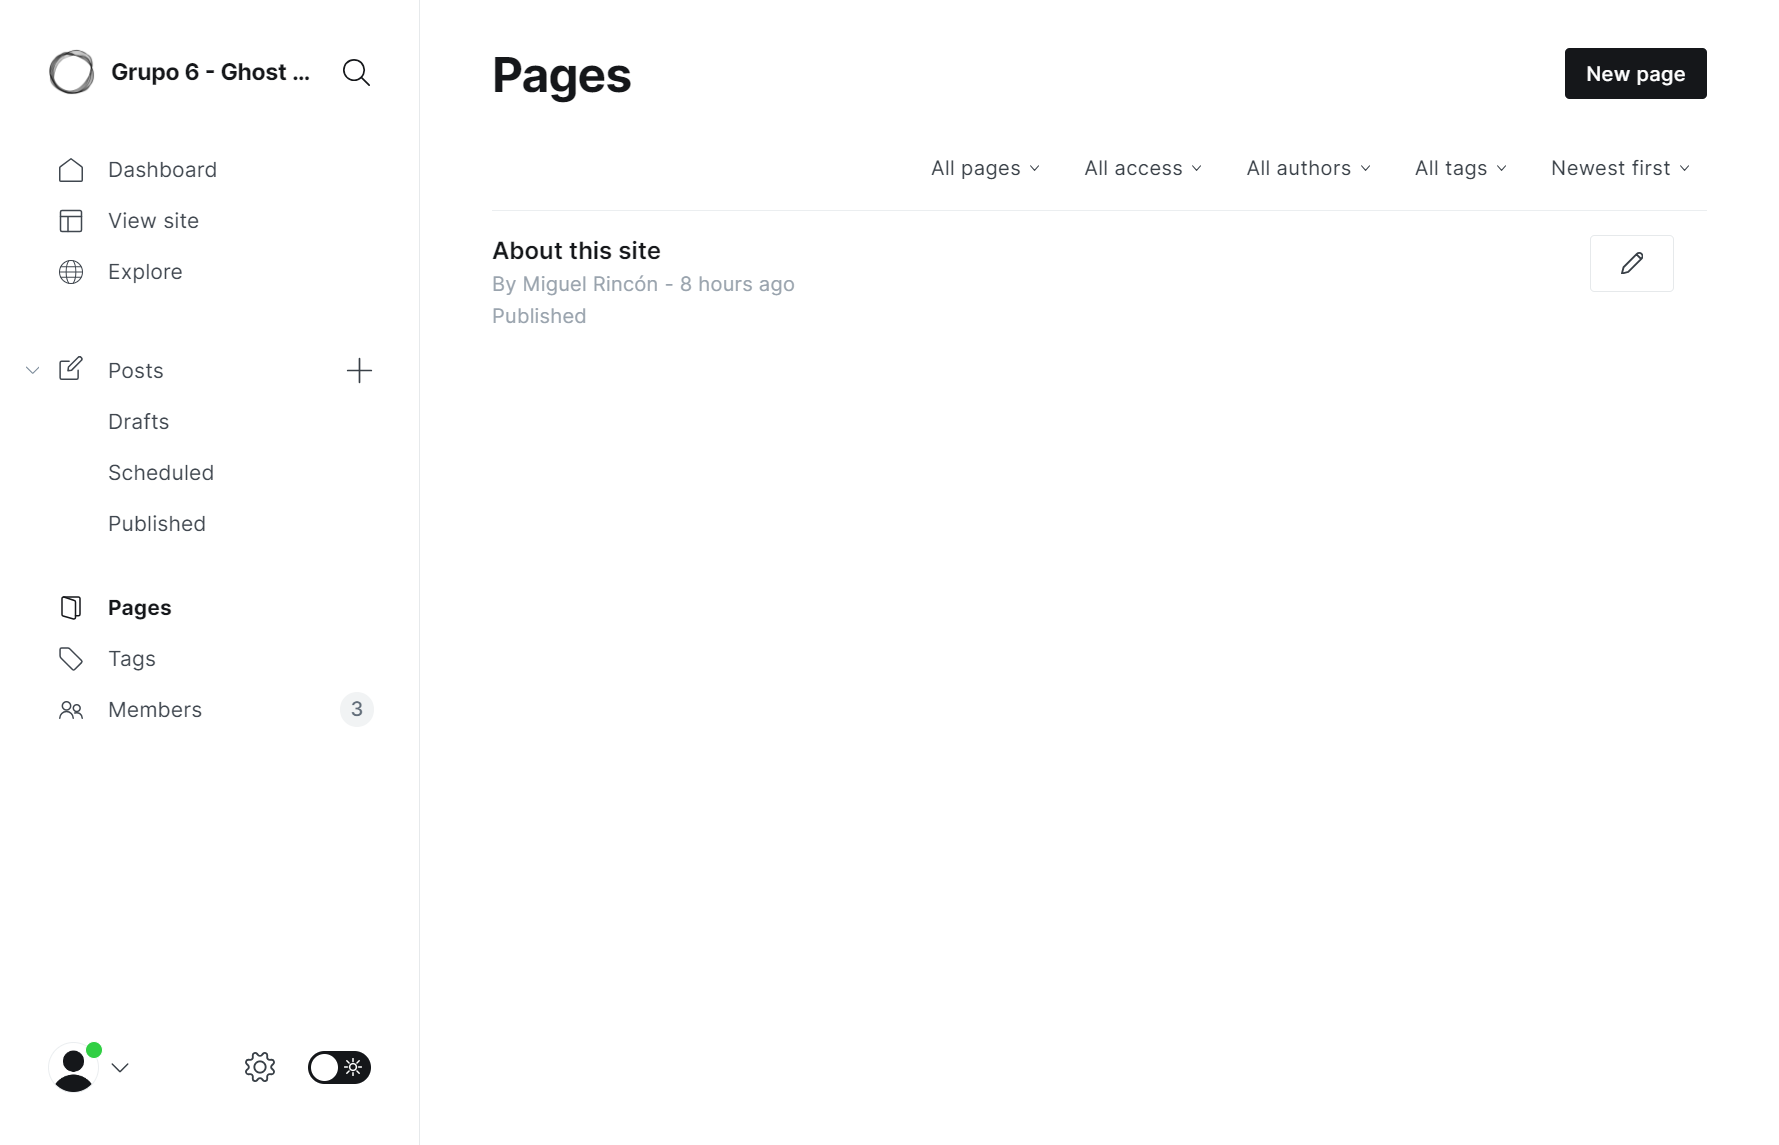 Grupo 6 - Ghost ...
Dashboard
View site
Explore
Posts
Drafts
Scheduled
Published
Pages
Tags
Members 3
Pages
New page
All pages All access All authors All tags Newest first
About this site
By Miguel Rincón - 8 hours ago
Published